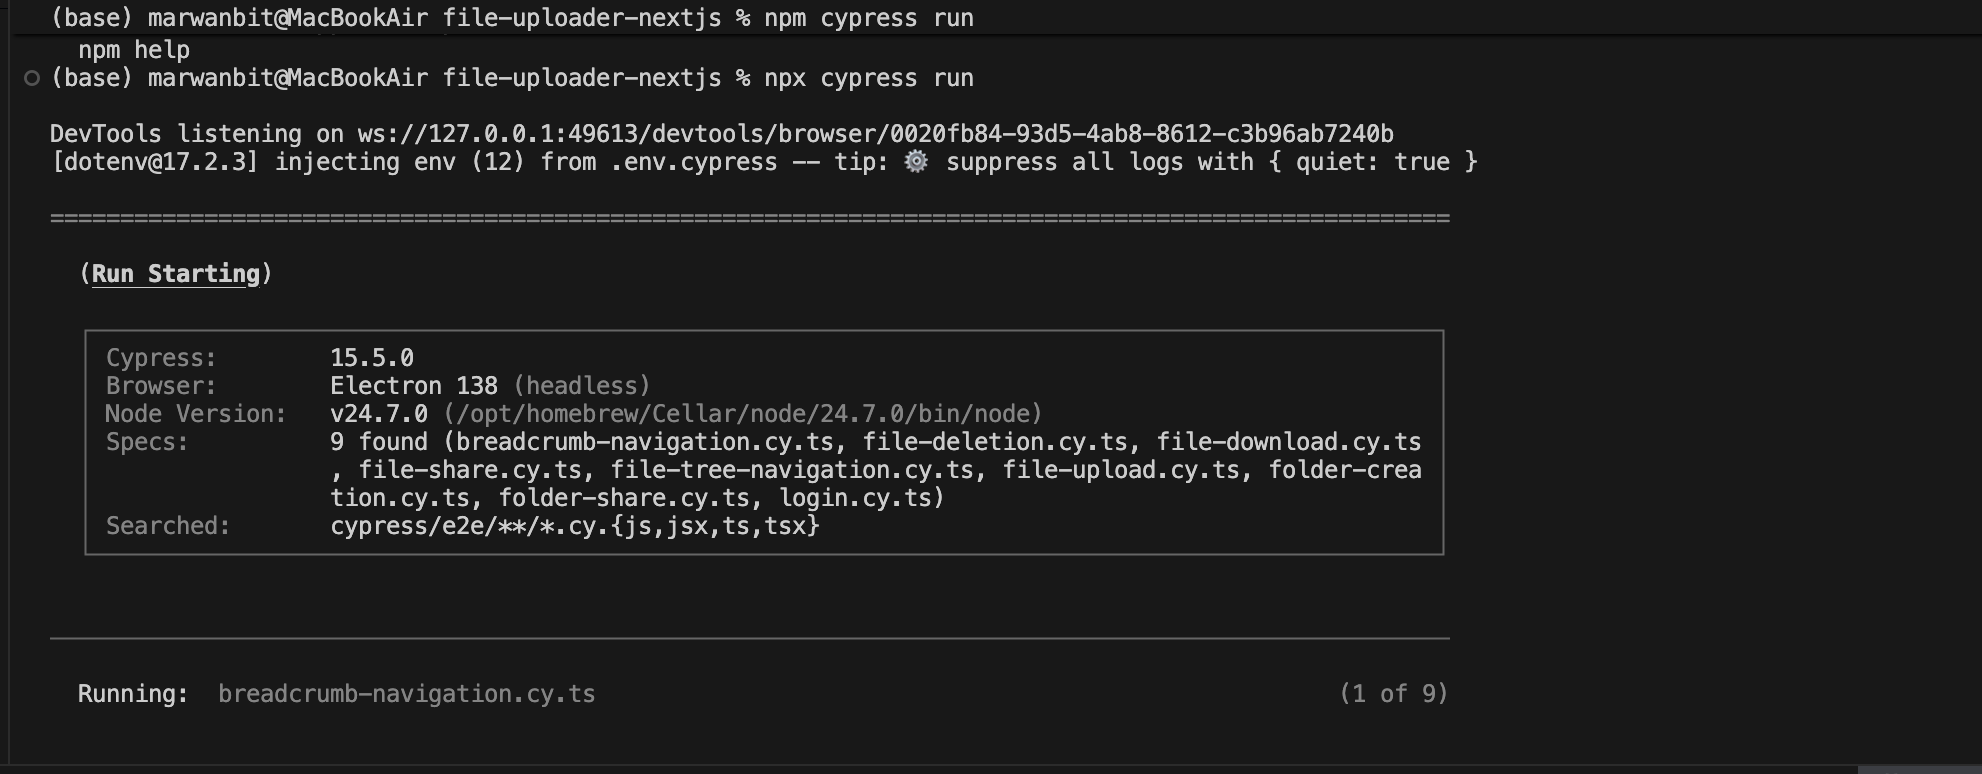 (base) marwanbit@MacBookAir file-uploader-nextjs % npm cypress run
npm help
(base) marwanbit@MacBookAir file-uploader-nextjs % npx cypress run
DevTools listening on ws://127.0.0.1:49613/devtools/browser/0020fb84-93d5-4ab8-8612-c3b96ab7240b
[dotenv@17.2.3] injecting env (12) from .env.cypress -- tip: ⚙️ suppress all logs with { quiet: true }
====================================================================================================
(Run Starting)
Cypress: 15.5.0
Browser: Electron 138 (headless)
Node Version: v24.7.0 (/opt/homebrew/Cellar/node/24.7.0/bin/node)
Specs: 9 found (breadcrumb-navigation.cy.ts, file-deletion.cy.ts, file-download.cy.ts
, file-share.cy.ts, file-tree-navigation.cy.ts, file-upload.cy.ts, folder-crea
tion.cy.ts, folder-share.cy.ts, login.cy.ts)
Searched: cypress/e2e/**/*.cy.{js,jsx,ts,tsx}
Running: breadcrumb-navigation.cy.ts (1 of 9)